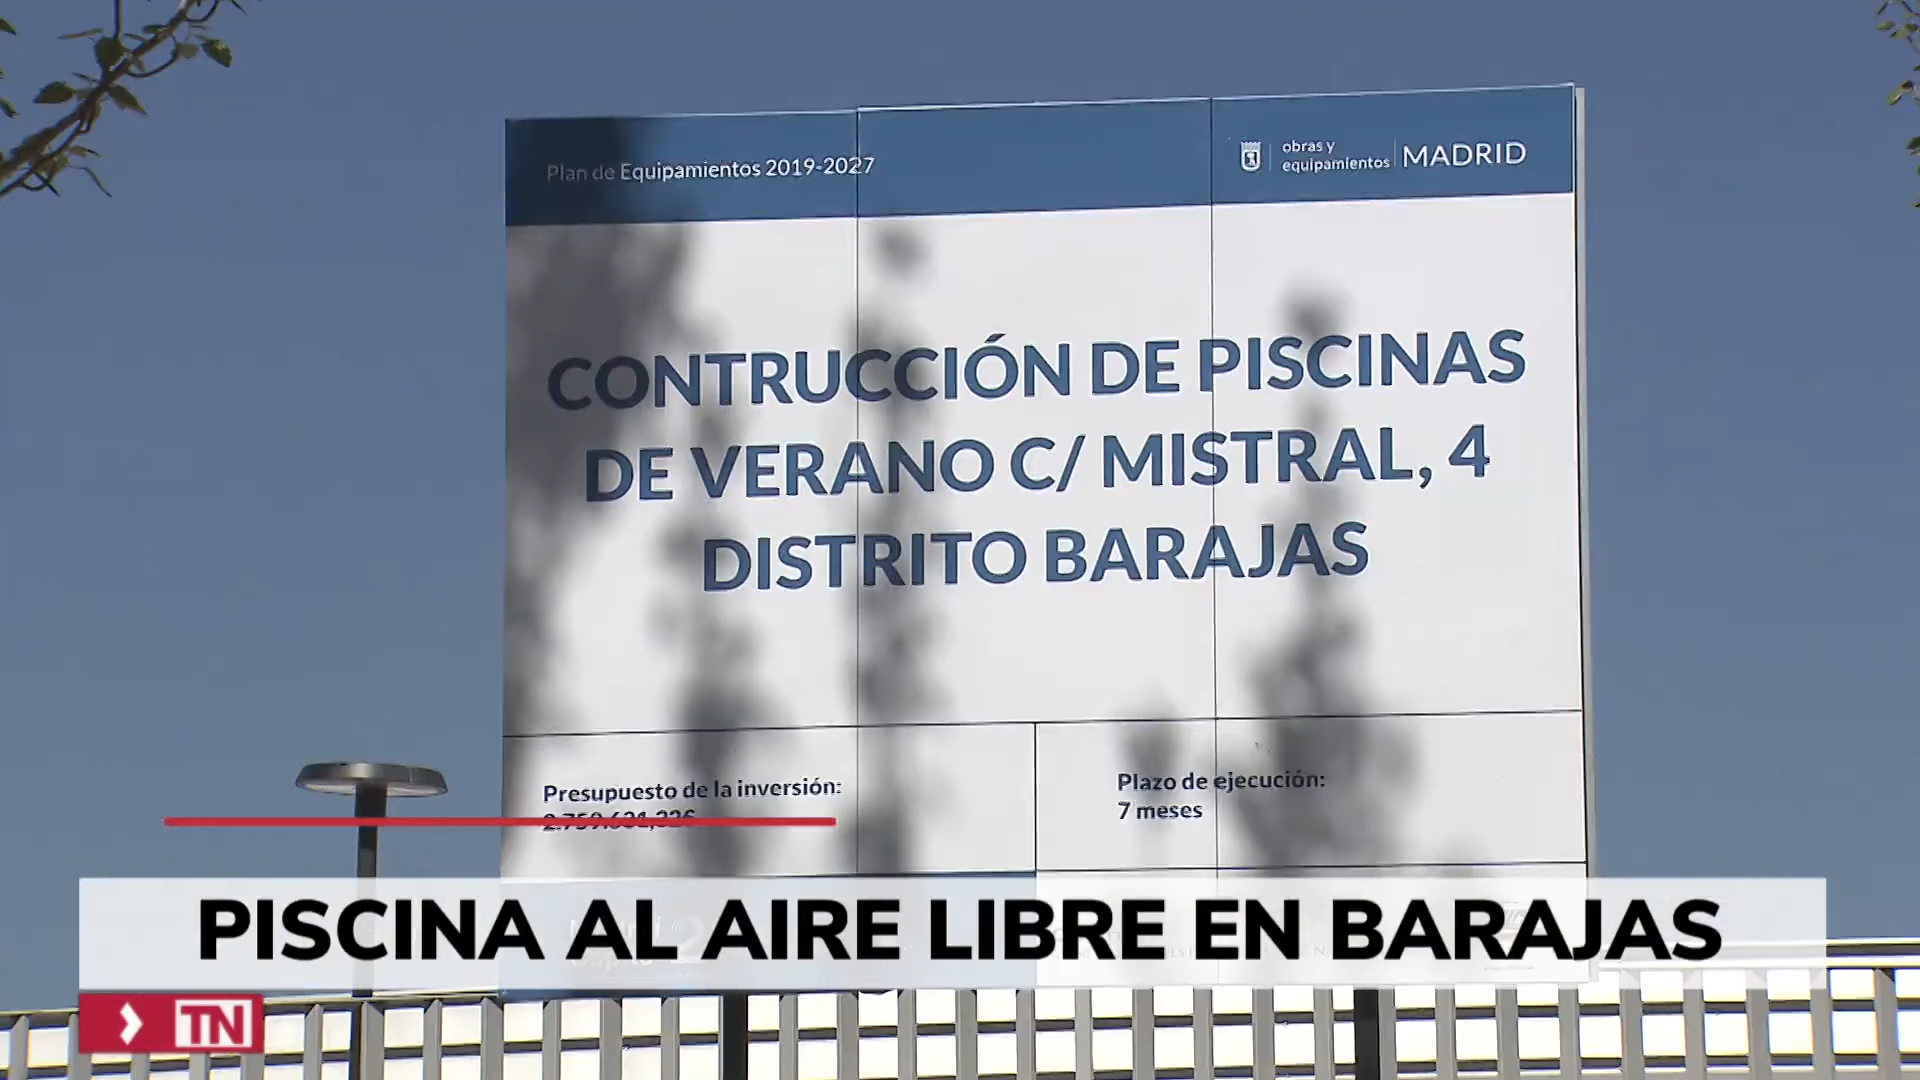 Plan de Equipamientos 2019-2027
obras y
equipamientos
MADRID
CONTRUCCIÓN DE PISCINAS
DE VERANO C/ MISTRAL, 4
DISTRITO BARAJAS
Presupuesto de la inversión:
Plazo de ejecución:
7 meses
PISCINA AL AIRE LIBRE EN BARAJAS
TN